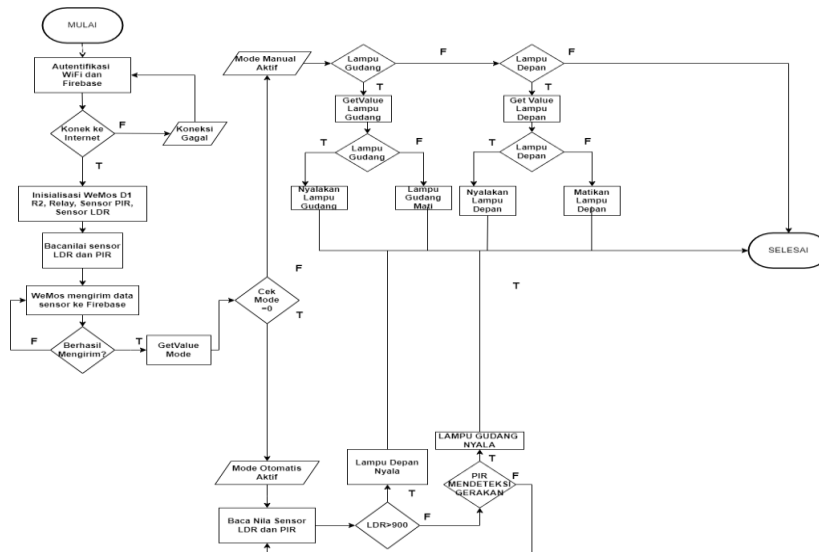 MULAI
Autentifikasi
WiFi dan
Firebase
Konek ke
Internet
F
Koneksi
Gagal
T
Inisialisasi WeMos D1
R2, Relay, Sensor PIR,
Sensor LDR
Bacanilai sensor
LDR dan PIR
WeMos mengirim data
sensor ke Firebase
Berhasil
Mengirim?
F
T
GetValue
Mode
Cek
Mode
=0
F
T
Mode Manual
Aktif
Lampu
Gudang
F
T
GetValue
Lampu
Gudang
Lampu
Gudang
T
F
Nyalakan
Lampu
Gudang
Lampu
Gudang
Mati
Lampu
Depan
F
T
Get Value
Lampu
Depan
Lampu
Depan
T
F
Nyalakan
Lampu
Depan
Matikan
Lampu
Depan
SELESAI
T
Mode Otomatis
Aktif
Baca Nila Sensor
LDR dan PIR
LDR>900
T
F
Lampu Depan
Nyala
PIR
MENDETEKSI
GERAKAN
T
F
LAMPU GUDANG
NYALA